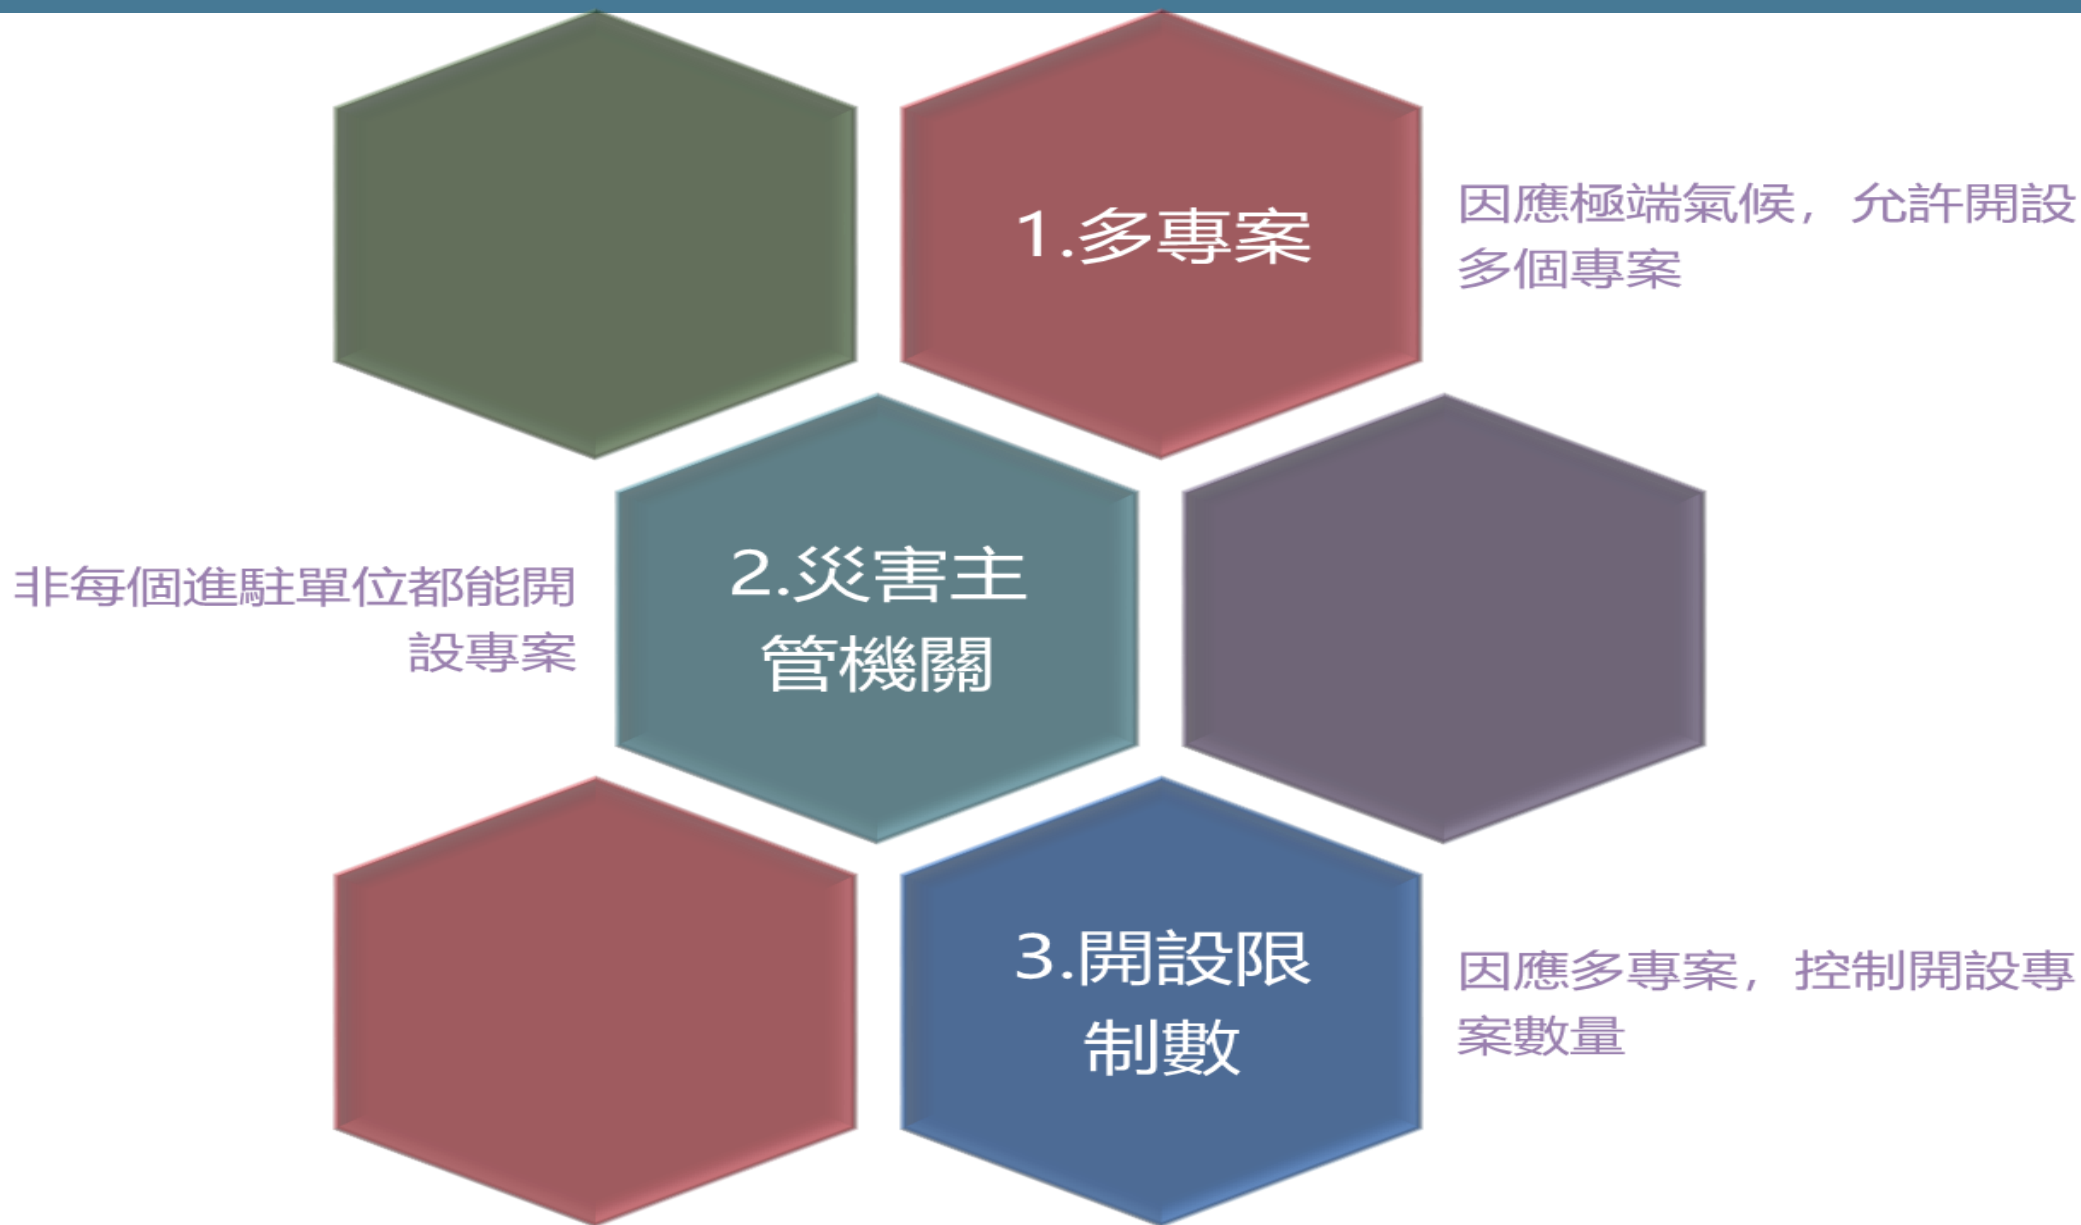 1.多專案
因應極端氣候，允許開設
多個專案
非每個進駐單位都能開
設專案
2.災害主
管機關
3.開設限
制數
因應多專案，控制開設專
案數量